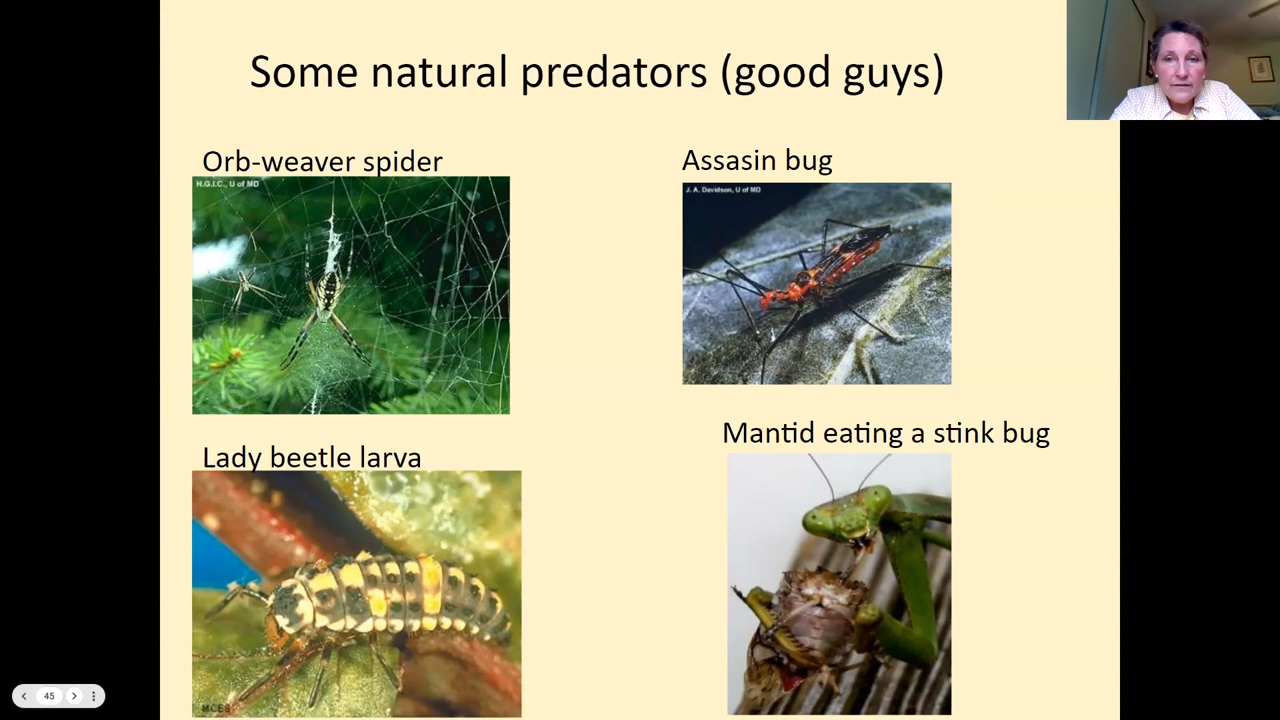 Some natural predators (good guys)
Orb-weaver spider
H.G.I.C., U of MD
Assasin bug
J. A. Davidson, U of MD
Lady beetle larva
MCES
Mantid eating a stink bug
45